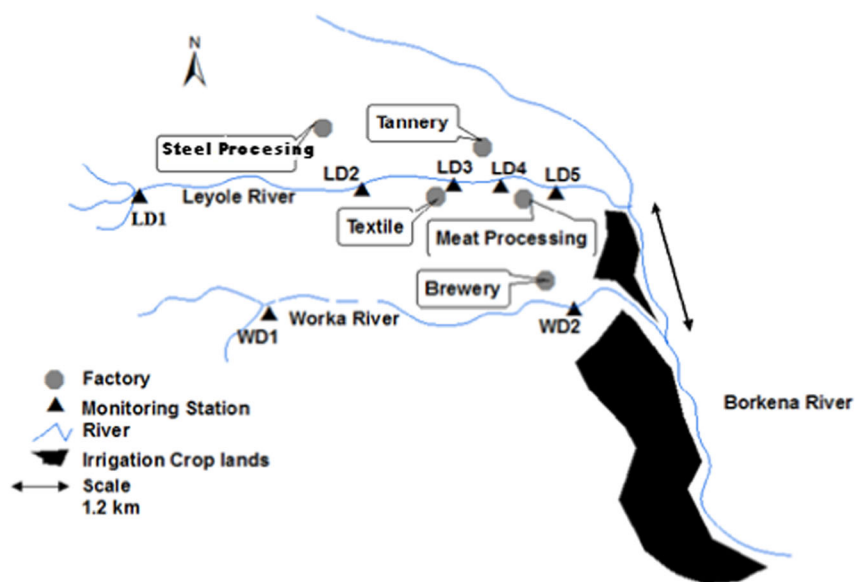 N
Tannery
Steel Procesing
LD3 LD4 LD5
LD2
Leyole River
LD1
Textile
Meat Processing
Brewery
Worka River
WD1
WD2
Factory
Monitoring Station
River
Irrigation Crop lands
Scale
1.2 km
Borkena River